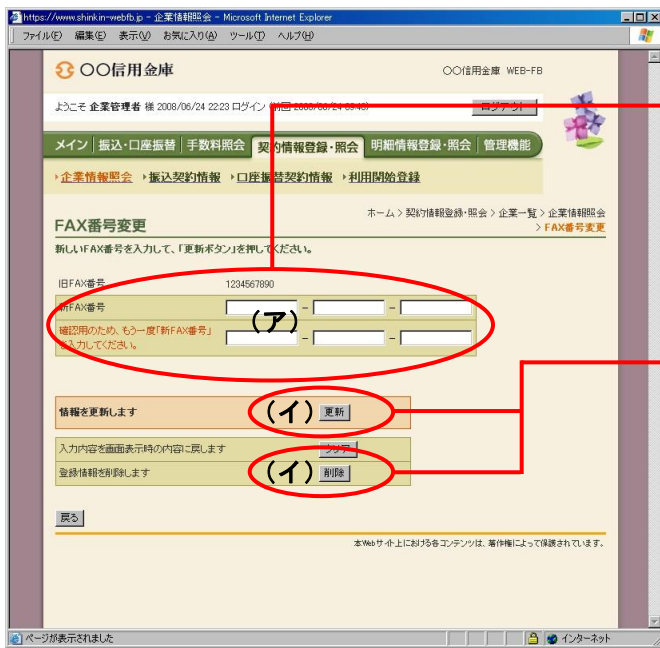 https://www.shinkin-webfb.jp - 企業情報照会 - Microsoft Internet Explorer
ファイル(F) 編集(E) 表示(V) お気に入り(A) ツール(T) ヘルプ(H)
〇〇信用金庫
〇〇信用金庫 WEB-FB
ようこそ 企業管理者 様 2008/06/24 22:23 ログイン
ログアウト
メイン 振込・口座振替 手数料照会 契約情報登録・照会 明細情報登録・照会 管理機能
企業情報照会 振込契約情報 口座振替契約情報 利用開始登録
FAX番号変更
ホーム > 契約情報登録・照会 > 企業一覧 > 企業情報照会
> FAX番号変更
新しいFAX番号を入力して、「更新ボタン」を押してください。
旧FAX番号 1234567890
新FAX番号 - -
(ア)
確認用のため、もう一度「新FAX番号」
を入力してください。 - -
情報を更新します (イ) 更新
入力内容を画面表示時の内容に戻します クリア
登録情報を削除します (イ) 削除
戻る
本Webサイト上における各コンテンツは、著作権によって保護されています。
ページが表示されました
インターネット